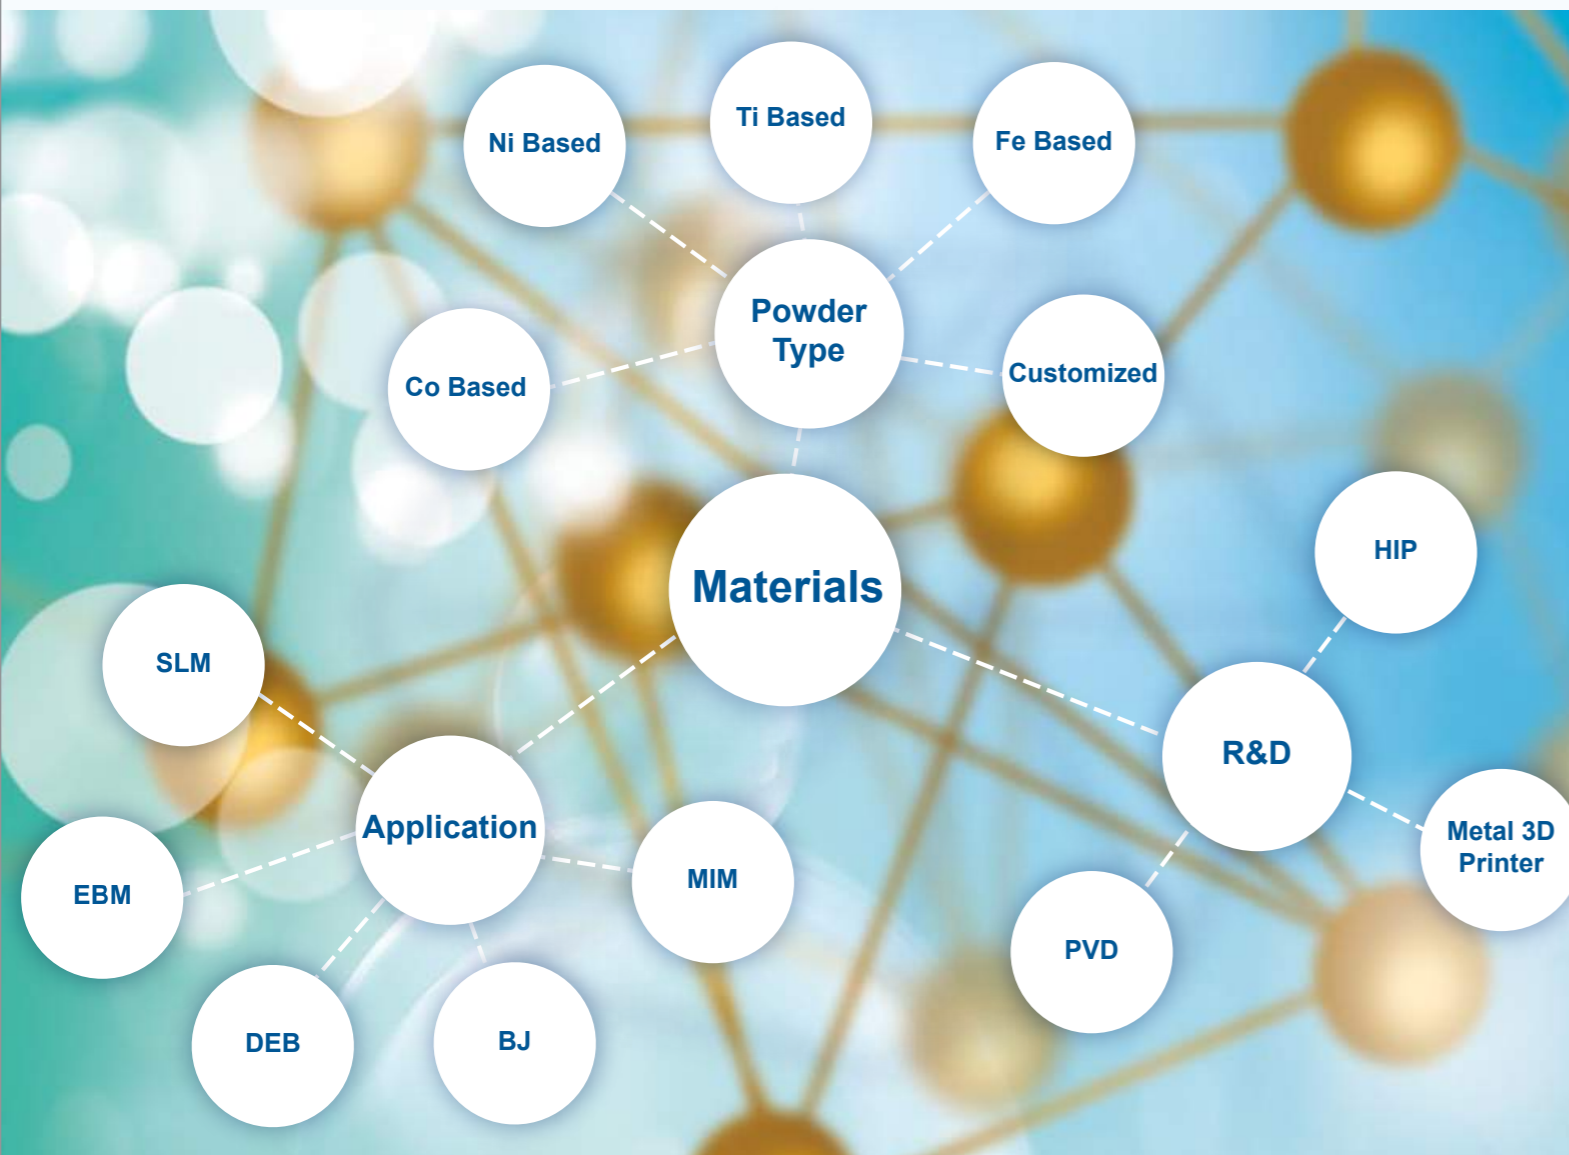 Ti Based
Ni Based
Fe Based
Powder
Type
Customized
Co Based
Materials
HIP
SLM
R&D
Application
Metal 3D
Printer
MIM
EBM
PVD
DEB
BJ